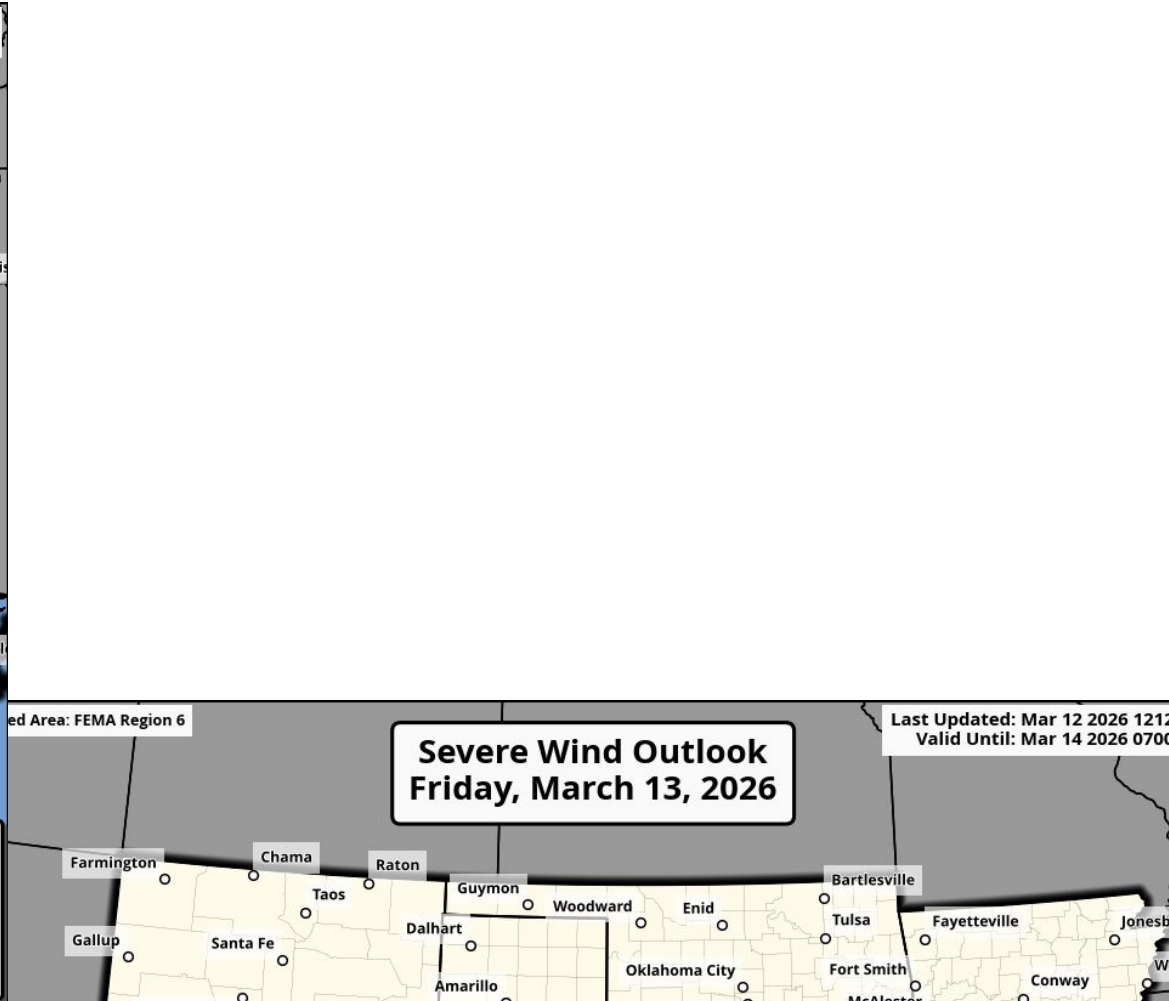 ed Area: FEMA Region 6
Severe Wind Outlook
Friday, March 13, 2026
Last Updated: Mar 12 2026 1212
Valid Until: Mar 14 2026 0700
Farmington
Chama
Raton
Taos
Guymon
Woodward
Enid
Bartlesville
Tulsa
Fayetteville
Jonesb
Dalhart
Gallup
Santa Fe
Amarillo
Oklahoma City
Fort Smith
Conway
McAlester
W